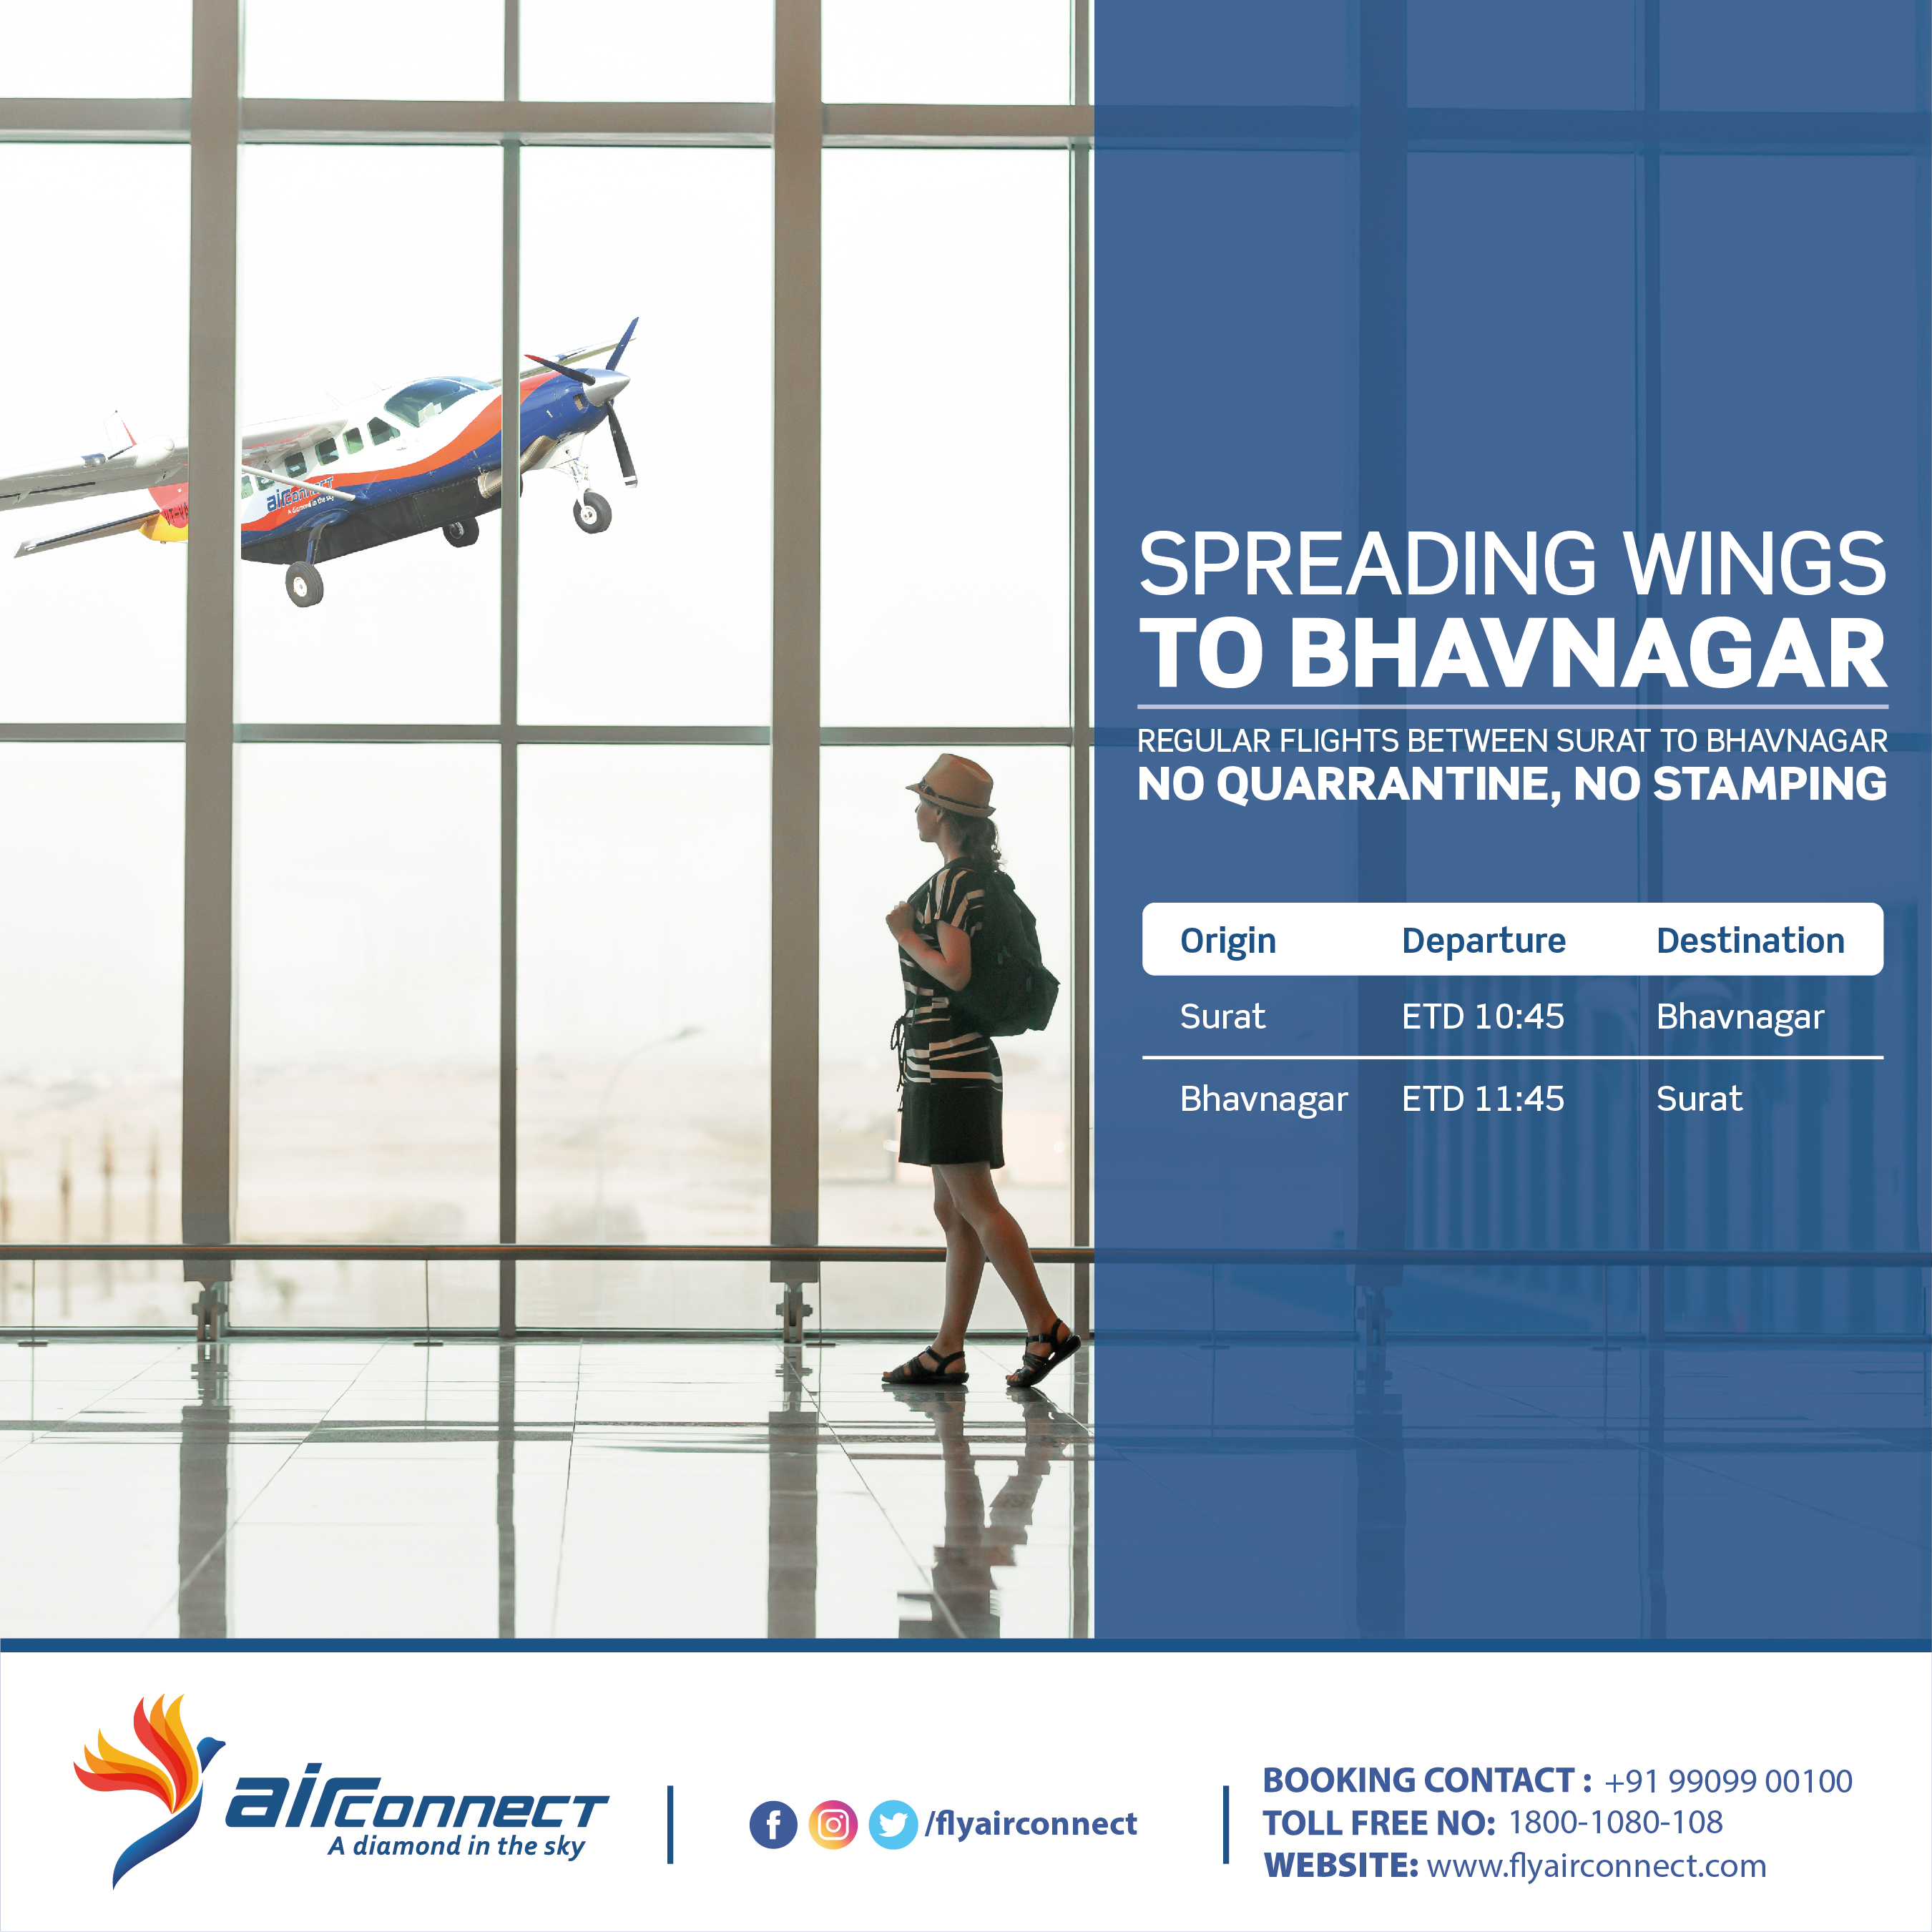 airconnect
A diamond in the sky
SPREADING WINGS
TO BHAVNAGAR
REGULAR FLIGHTS BETWEEN SURAT TO BHAVNAGAR
NO QUARRANTINE, NO STAMPING
Origin Departure Destination
Surat ETD 10:45 Bhavnagar
Bhavnagar ETD 11:45 Surat
airconnect
A diamond in the sky
/flyairconnect
BOOKING CONTACT : +91 99099 00100
TOLL FREE NO: 1800-1080-108
WEBSITE: www.flyairconnect.com